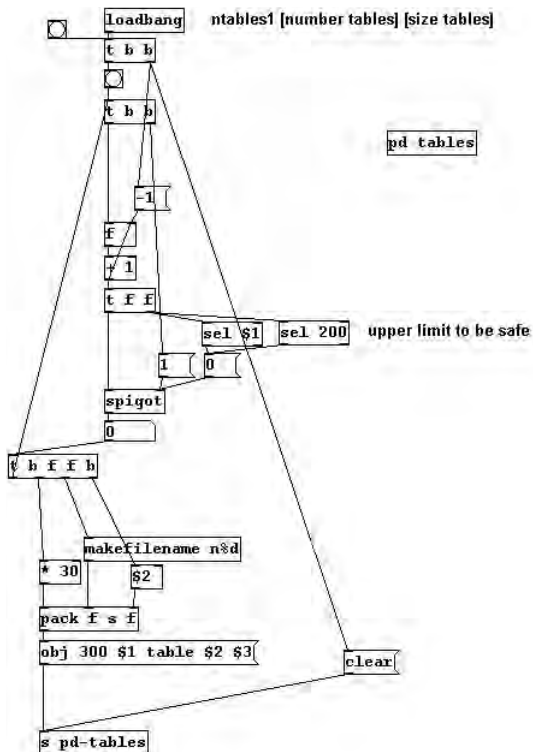 loadbang
ntables1 [number tables] [size tables]
t b b
t b b
pd tables
-1
f
+ 1
t f f
sel $1
sel 200
upper limit to be safe
1
0
spigot
0
t b f f b
makefilename n%d
* 30
$2
pack f s f
obj 300 $1 table $2 $3
clear
s pd-tables